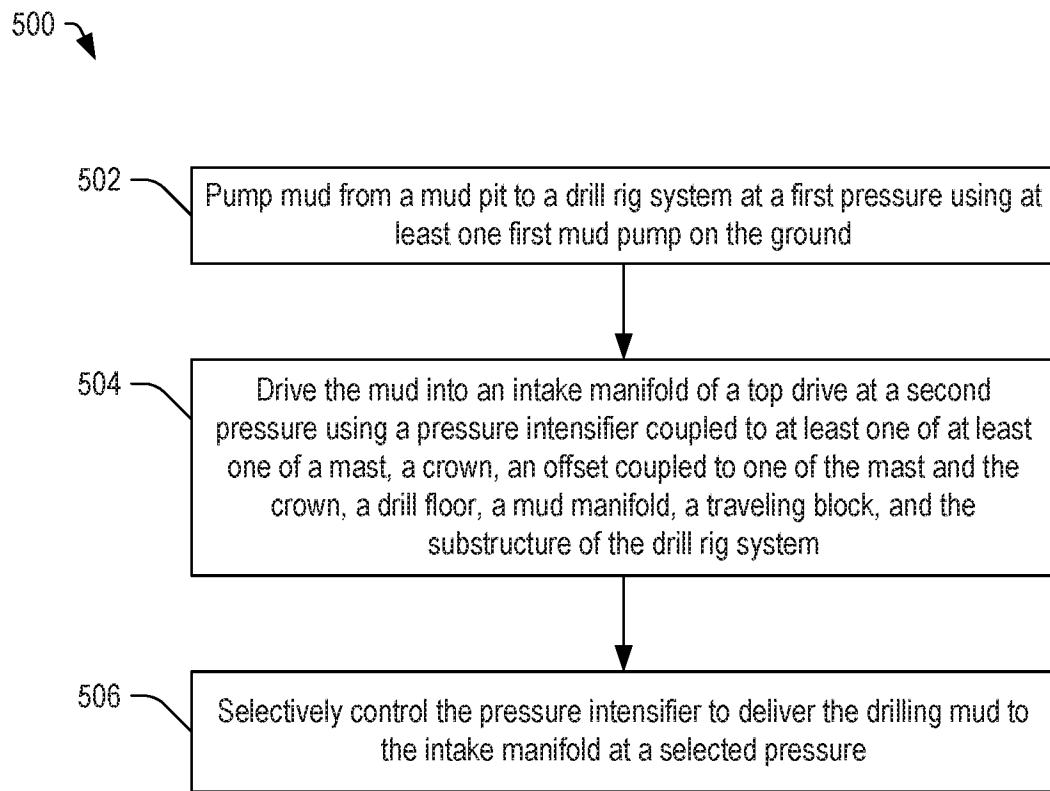 500
502
Pump mud from a mud pit to a drill rig system at a first pressure using at
least one first mud pump on the ground
504
Drive the mud into an intake manifold of a top drive at a second
pressure using a pressure intensifier coupled to at least one of at least
one of a mast, a crown, an offset coupled to one of the mast and the
crown, a drill floor, a mud manifold, a traveling block, and the
substructure of the drill rig system
506
Selectively control the pressure intensifier to deliver the drilling mud to
the intake manifold at a selected pressure